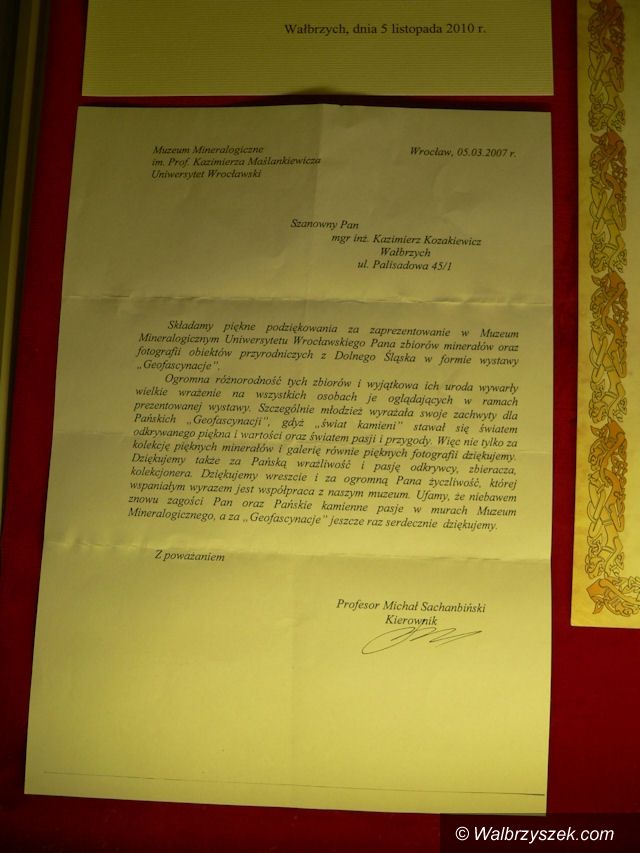 Wałbrzych, dnia 5 listopada 2010 r.
Muzeum Mineralogiczne
im. Prof. Kazimierza Maślankiewicza
Uniwersytet Wrocławski
Wrocław, 05.03.2007 r.
Szanowny Pan
mgr inż. Kazimierz Kozakiewicz
Wałbrzych
ul. Palisadowa 45/1
Składamy piękne podziękowania za zaprezentowanie w Muzeum
Mineralogicznym Uniwersytetu Wrocławskiego Pana zbiorów minerałów oraz
fotografii obiektów przyrodniczych z Dolnego Śląska w formie wystawy
„Geofascynacje”.
Ogromna różnorodność tych zbiorów i wyjątkowa ich uroda wywarły
wielkie wrażenie na wszystkich osobach je oglądających w ramach
prezentowanej wystawy. Szczególnie młodzież wyrażała swoje zachwyty dla
Pańskich „Geofascynacji”, gdyż „świat kamieni” stawał się światem
odkrywanego piękna i wartości oraz światem pasji i przygody. Więc nie tylko za
kolekcję pięknych minerałów i galerię równie pięknych fotografii dziękujemy.
Dziękujemy także za Pańską wrażliwość i pasję odkrywcy, zbieracza,
kolekcjonera. Dziękujemy wreszcie i za ogromną Pana życzliwość, której
wspaniałym wyrazem jest współpraca z naszym muzeum. Ufamy, że niebawem
znowu zagości Pan oraz Pańskie kamienne pasje w murach Muzeum
Mineralogicznego, a za „Geofascynacje” jeszcze raz serdecznie dziękujemy.
Z poważaniem
Profesor Michał Sachanbiński
Kierownik
© Walbrzyszek.com